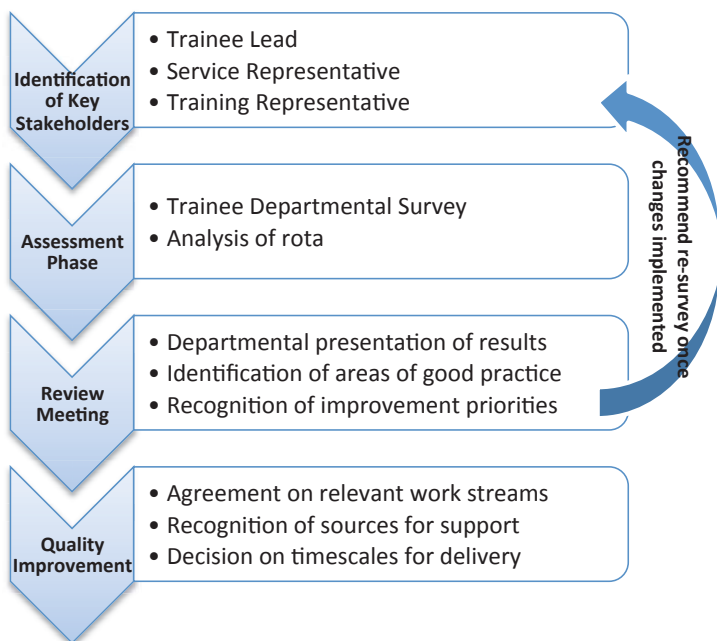 Identification
of Key
Stakeholders
• Trainee Lead
• Service Representative
• Training Representative
Assessment
Phase
• Trainee Departmental Survey
• Analysis of rota
Review
Meeting
• Departmental presentation of results
• Identification of areas of good practice
• Recognition of improvement priorities
Quality
Improvement
• Agreement on relevant work streams
• Recognition of sources for support
• Decision on timescales for delivery
Recommend re-survey once
changes implemented